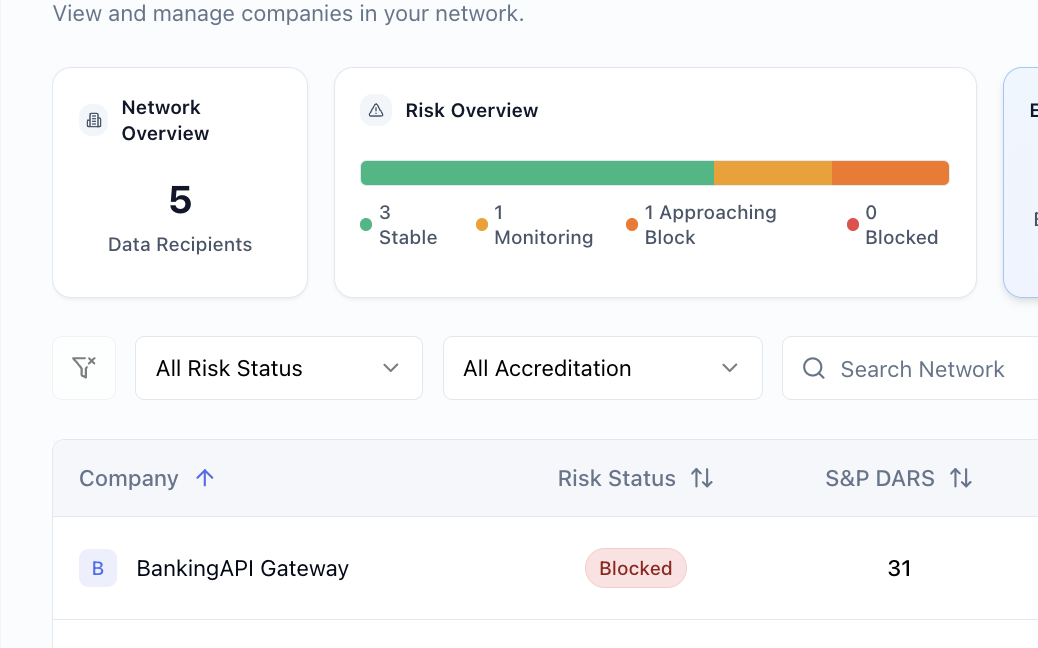 View and manage companies in your network.
Network
Overview
5
Data Recipients
Risk Overview
3
Stable
1
Monitoring
1 Approaching
Block
0
Blocked
All Risk Status
All Accreditation
Search Network
Company
Risk Status
S&P DARS
B
BankingAPI Gateway
Blocked
31